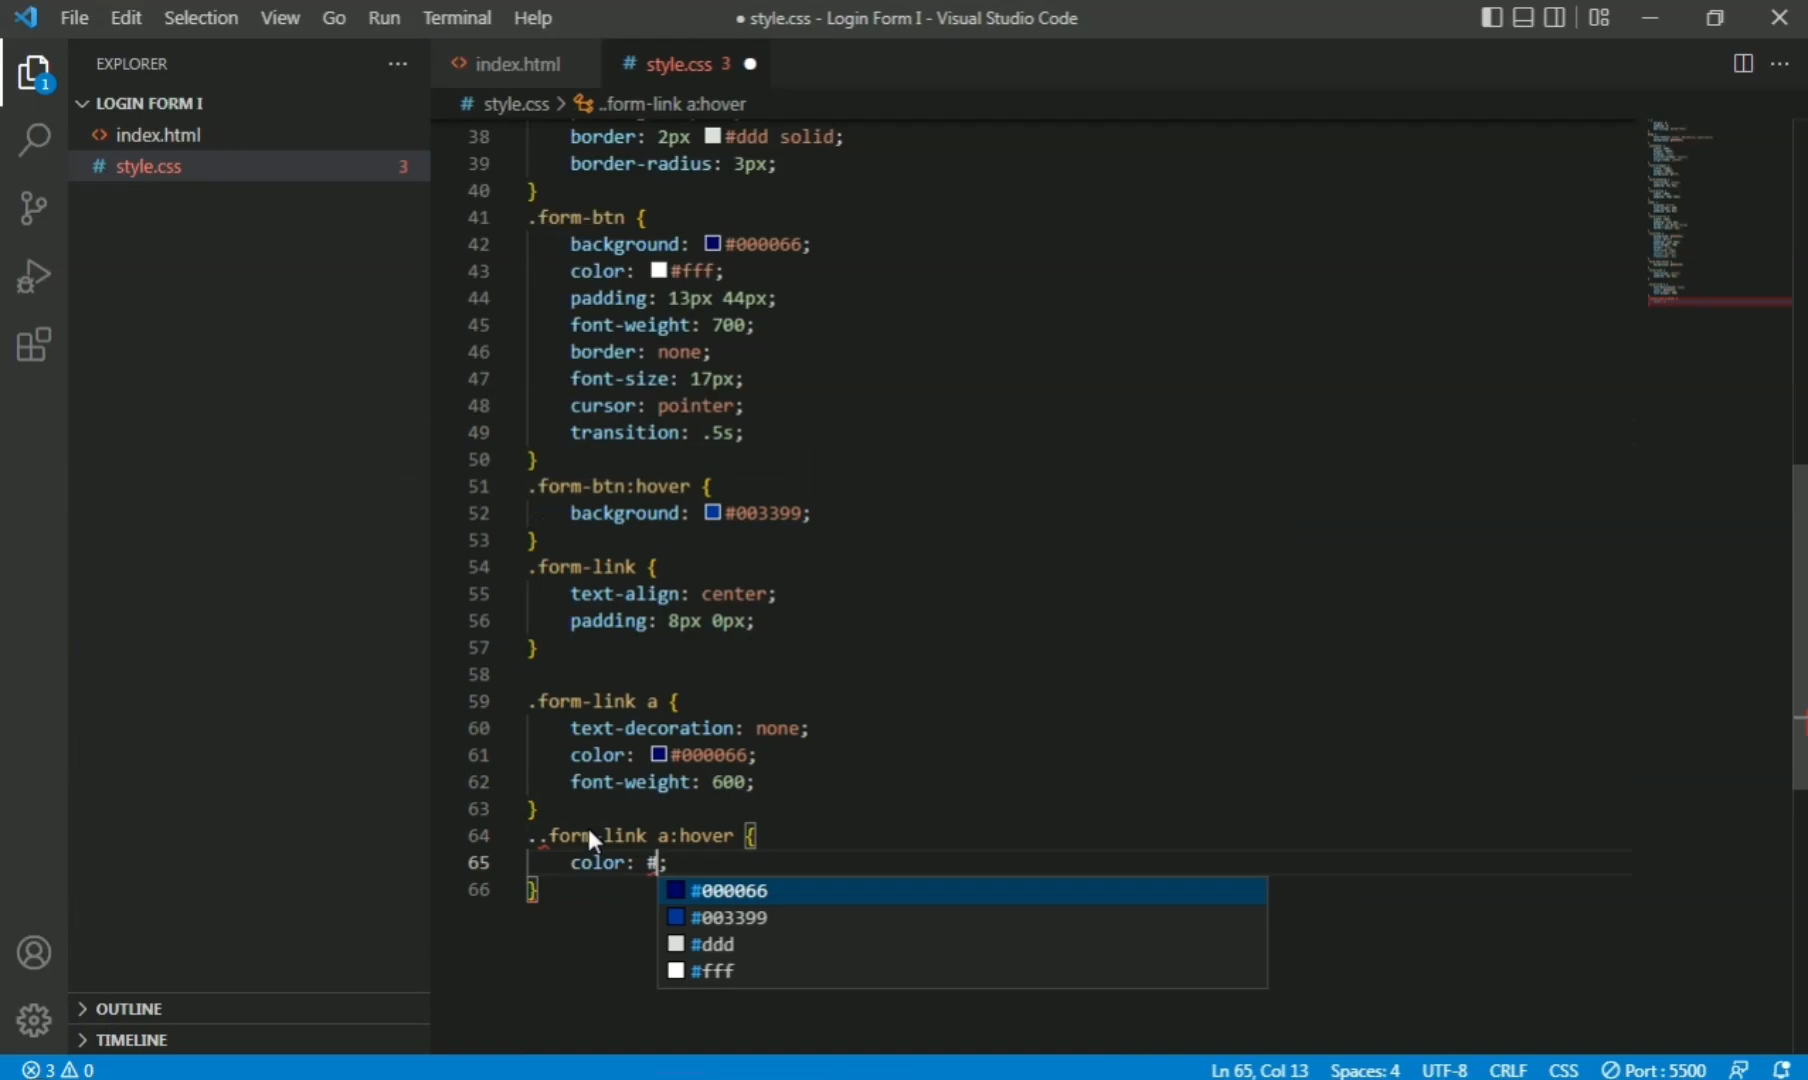 File Edit Selection View Go Run Terminal Help
● style.css - Login Form I - Visual Studio Code
EXPLORER
LOGIN FORM I
index.html
style.css 3
1
OUTLINE
TIMELINE
index.html
style.css 3
style.css > ..form-link a:hover
38 border: 2px #ddd solid;
39 border-radius: 3px;
40 }
41 .form-btn {
42 background: #000066;
43 color: #fff;
44 padding: 13px 44px;
45 font-weight: 700;
46 border: none;
47 font-size: 17px;
48 cursor: pointer;
49 transition: .5s;
50 }
51 .form-btn:hover {
52 background: #003399;
53 }
54 .form-link {
55 text-align: center;
56 padding: 8px 0px;
57 }
58
59 .form-link a {
60 text-decoration: none;
61 color: #000066;
62 font-weight: 600;
63 }
64 ..form-link a:hover {
65 color: #;
66 }
#000066
#003399
#ddd
#fff
3 0
Ln 65, Col 13 Spaces: 4 UTF-8 CRLF CSS Port : 5500